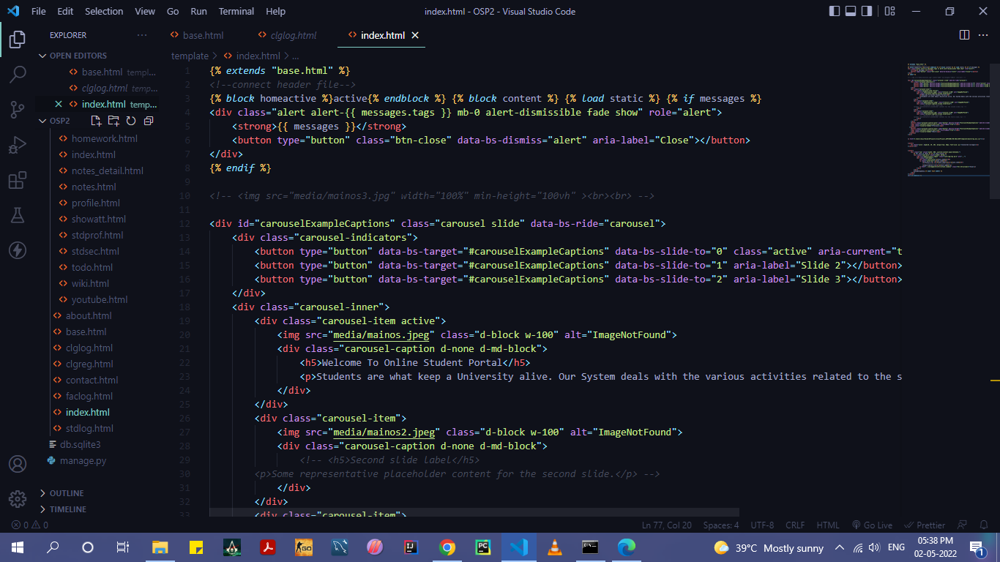 File Edit Selection View Go Run Terminal Help
index.html - OSP2 - Visual Studio Code
EXPLORER
OPEN EDITORS
base.html templ...
clglog.html temp...
index.html temp...
OSP2
homework.html
index.html
notes_detail.html
notes.html
profile.html
showatt.html
stdprof.html
stdsec.html
todo.html
wiki.html
youtube.html
about.html
base.html
clglog.html
clgreg.html
contact.html
faclog.html
index.html
stdlog.html
db.sqlite3
manage.py
OUTLINE
TIMELINE
base.html clglog.html index.html
template > index.html > ...
1 {% extends "base.html" %}
2 <!--connect header file-->
3 {% block homeactive %}active{% endblock %} {% block content %} {% load static %} {% if messages %}
4 <div class="alert alert-{{ messages.tags }} mb-0 alert-dismissible fade show" role="alert">
5 <strong>{{ messages }}</strong>
6 <button type="button" class="btn-close" data-bs-dismiss="alert" aria-label="Close"></button>
7 </div>
8 {% endif %}
9
10 <!-- <img src="media/mainos3.jpg" width="100%" min-height="100vh" ><br><br> -->
11
12 <div id="carouselExampleCaptions" class="carousel slide" data-bs-ride="carousel">
13 <div class="carousel-indicators">
14 <button type="button" data-bs-target="#carouselExampleCaptions" data-bs-slide-to="0" class="active" aria-current="t
15 <button type="button" data-bs-target="#carouselExampleCaptions" data-bs-slide-to="1" aria-label="Slide 2"></button>
16 <button type="button" data-bs-target="#carouselExampleCaptions" data-bs-slide-to="2" aria-label="Slide 3"></button>
17 </div>
18 <div class="carousel-inner">
19 <div class="carousel-item active">
20 <img src="media/mainos.jpeg" class="d-block w-100" alt="ImageNotFound">
21 <div class="carousel-caption d-none d-md-block">
22 <h5>Welcome To Online Student Portal</h5>
23 <p>Students are what keep a University alive. Our System deals with the various activities related to the s
24 </div>
25 </div>
26 <div class="carousel-item">
27 <img src="media/mainos2.jpeg" class="d-block w-100" alt="ImageNotFound">
28 <div class="carousel-caption d-none d-md-block">
29 <!-- <h5>Second slide label</h5>
30 <p>Some representative placeholder content for the second slide.</p> -->
31 </div>
32 </div>
33 <div class="carousel-item">
0 0
Ln 77, Col 20 Spaces: 4 UTF-8 CRLF HTML Go Live Prettier
39°C Mostly sunny ENG
05:38 PM
02-05-2022
1